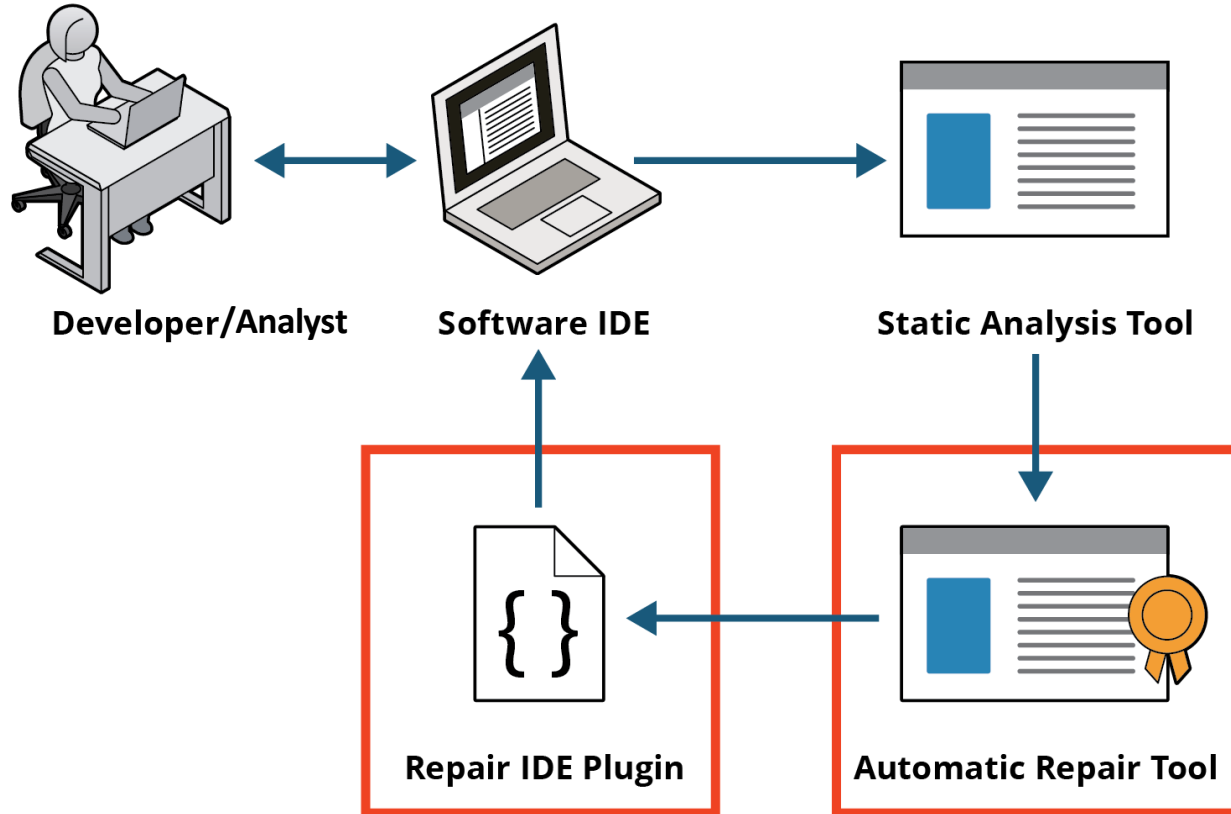 Developer/Analyst
Software IDE
Static Analysis Tool
{ }
Repair IDE Plugin
Automatic Repair Tool